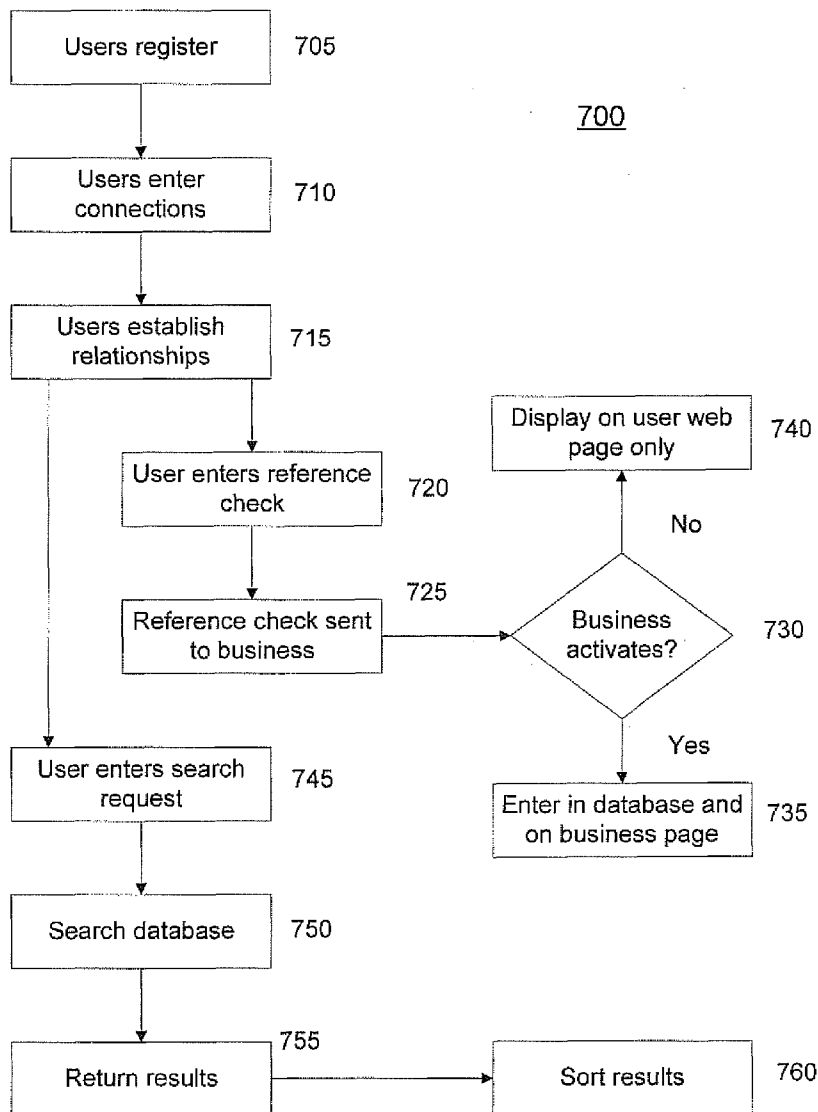 Users register
705
700
Users enter
connections
710
Users establish
relationships
715
Display on user web
page only
740
User enters reference
check
720
No
Reference check sent
to business
725
Business
activates?
730
Yes
User enters search
request
745
Enter in database and
on business page
735
Search database
750
Return results
755
Sort results
760